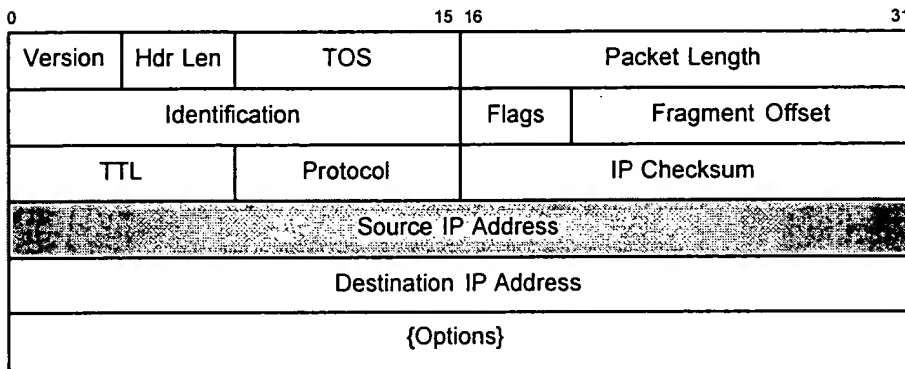 0 15 16 31
Version Hdr Len TOS Packet Length
Identification Flags Fragment Offset
TTL Protocol IP Checksum
Source IP Address
Destination IP Address
{Options}